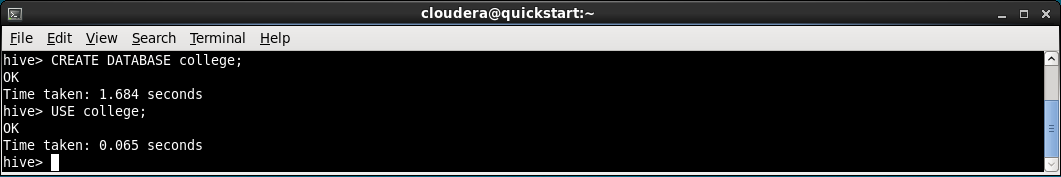 cloudera@quickstart:~
File Edit View Search Terminal Help
hive> CREATE DATABASE college;
OK
Time taken: 1.684 seconds
hive> USE college;
OK
Time taken: 0.065 seconds
hive>